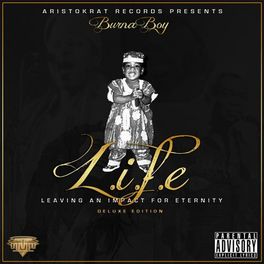 ARISTOKRAT RECORDS PRESENTS
Burna Boy
L.i.f.e
LEAVING AN IMPACT FOR ETERNITY
DELUXE EDITION
PARENTAL
ADVISORY
EXPLICIT LYRICS